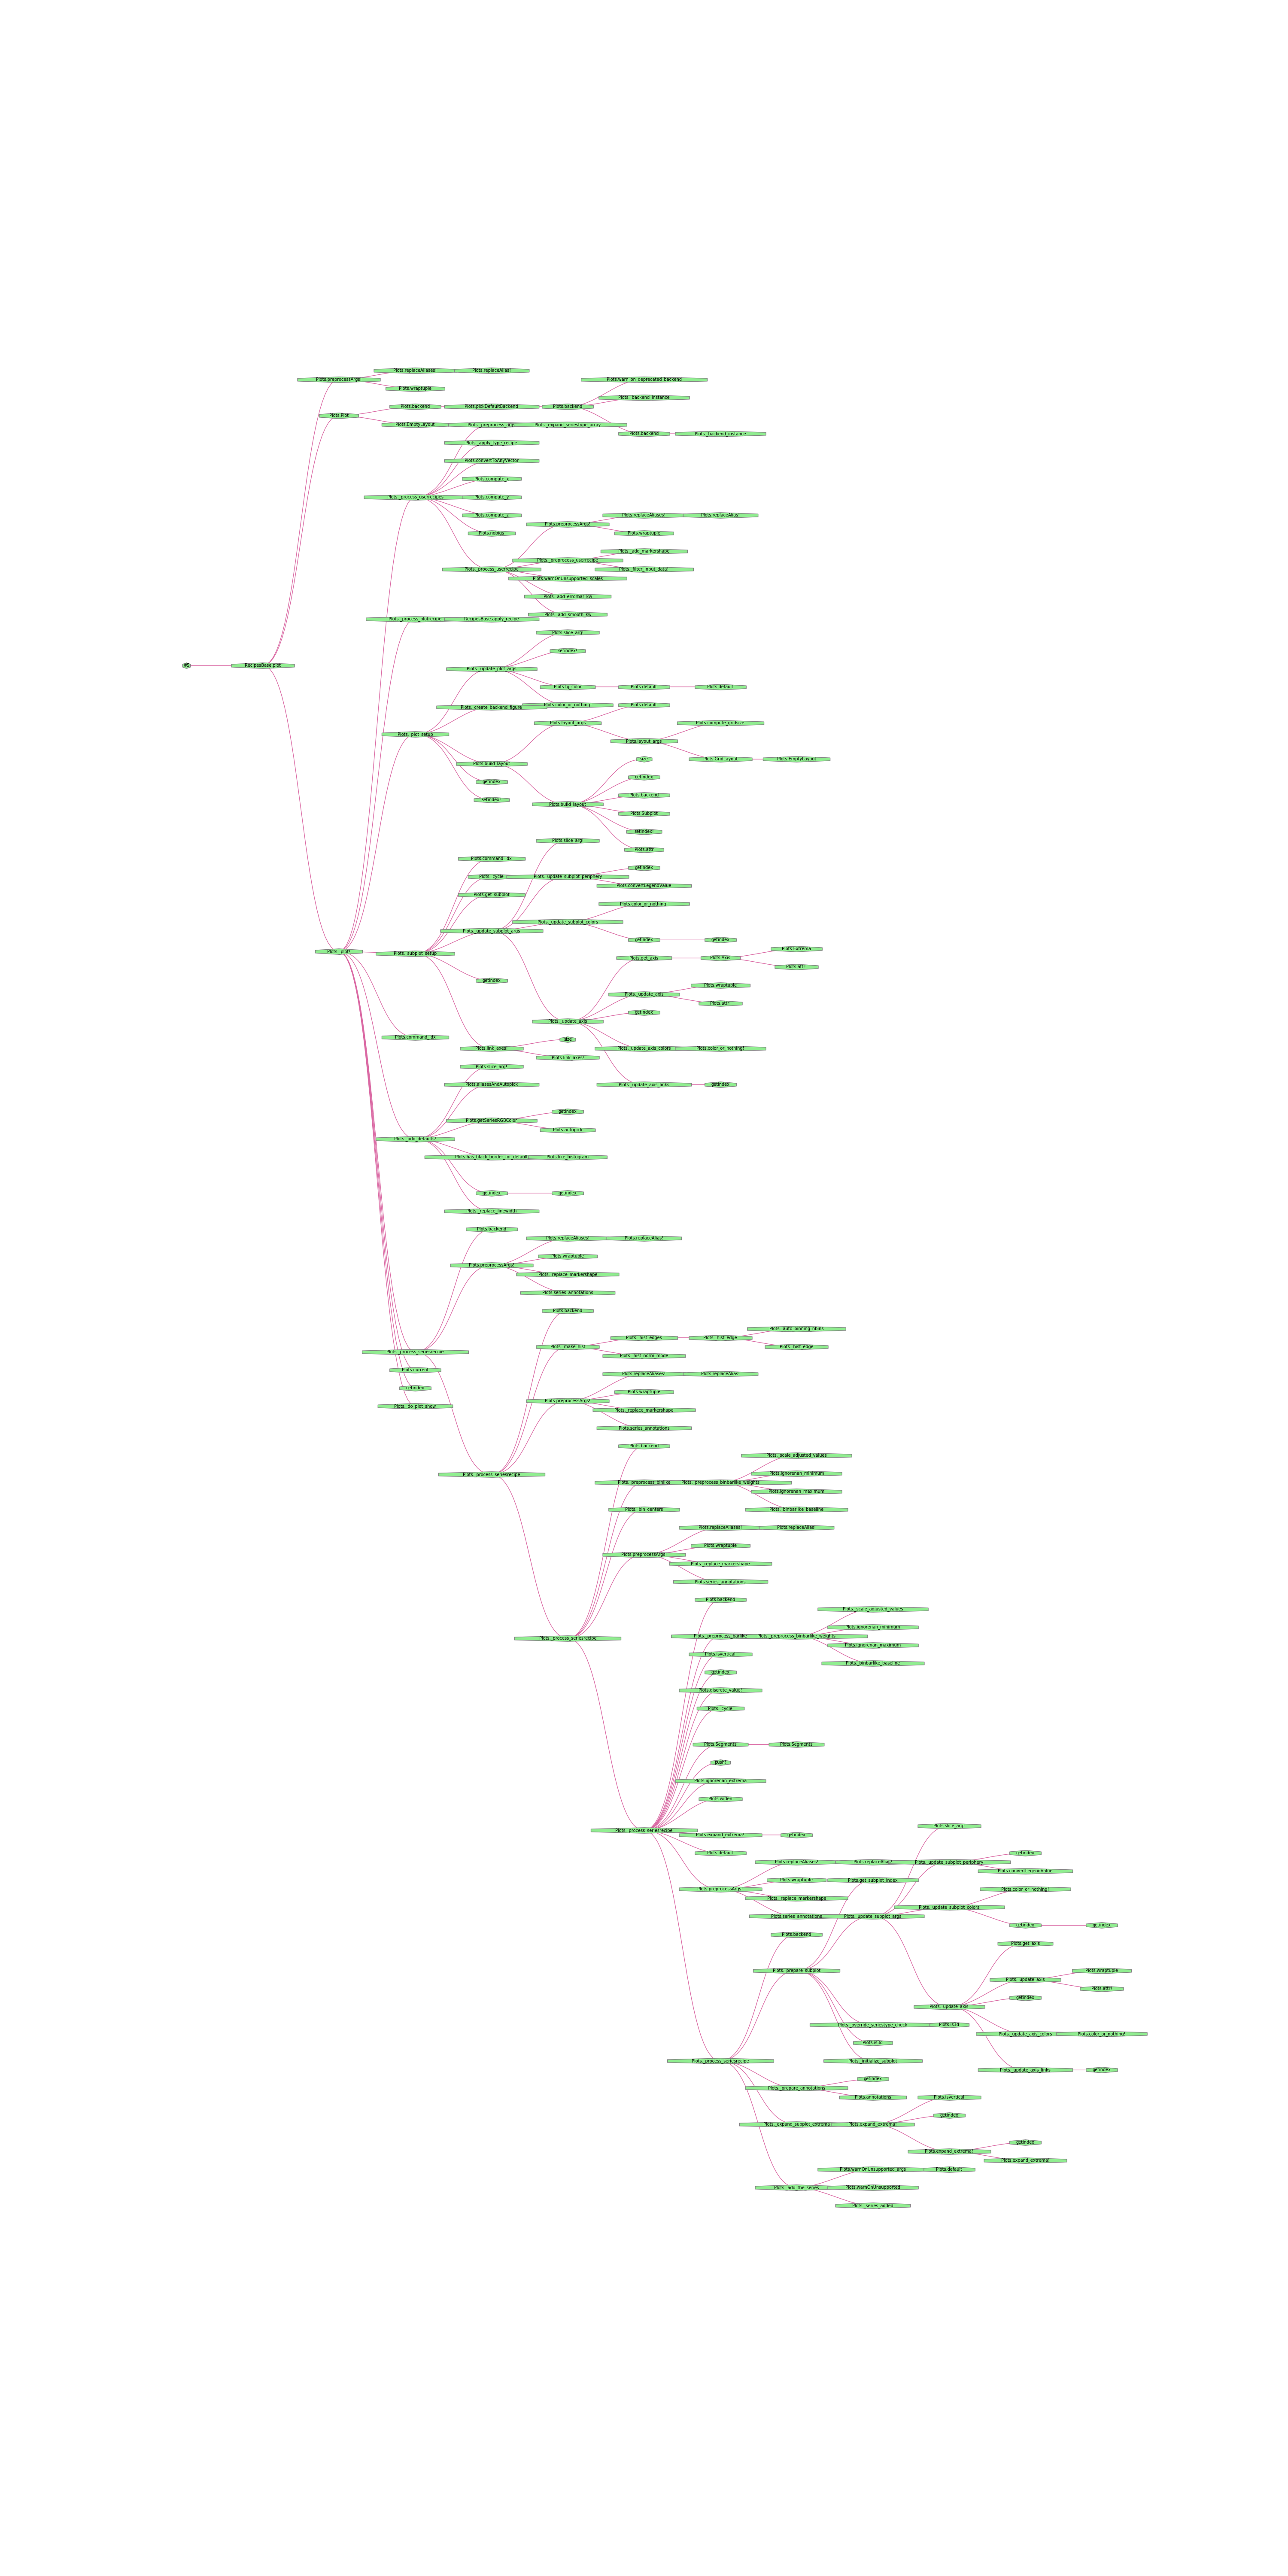 Plots.preprocessArgs!
Plots.replaceAliases!
Plots.replaceAlias!
Plots.wraptuple
Plots.Plot
Plots.backend
Plots.pickDefaultBackend
Plots.backend
Plots.warn_on_deprecated_backend
Plots._backend_instance
Plots.backend
Plots._backend_instance
Plots.EmptyLayout
Plots._preprocess_args
Plots._expand_seriestype_array
Plots._apply_type_recipe
Plots.convertToAnyVector
Plots.compute_x
Plots._process_userrecipes
Plots.compute_y
Plots.compute_z
Plots.nobigs
Plots.preprocessArgs!
Plots.replaceAliases!
Plots.replaceAlias!
Plots.wraptuple
Plots._process_userrecipe
Plots._preprocess_userrecipe
Plots._add_markershape
Plots._filter_input_data!
Plots.warnOnUnsupported_scales
Plots._add_errorbar_kw
Plots._add_smooth_kw
Plots._process_plotrecipe
RecipesBase.apply_recipe
RecipesBase.plot
Plots.slice_arg!
setindex!
Plots._update_plot_args
Plots.fg_color
Plots.default
Plots.default
Plots.color_or_nothing!
Plots._create_backend_figure
Plots._plot_setup
Plots.layout_args
Plots.default
Plots.layout_args
Plots.compute_gridsize
Plots.GridLayout
Plots.EmptyLayout
Plots.build_layout
getindex
setindex!
Plots.build_layout
size
getindex
Plots.backend
Plots.Subplot
setindex!
Plots.attr
Plots._plot!
Plots.slice_arg!
Plots.command_idx
Plots._cycle
Plots._update_subplot_periphery
getindex
Plots.convertLegendValue
Plots.get_subplot
Plots._subplot_setup
Plots._update_subplot_args
Plots._update_subplot_colors
Plots.color_or_nothing!
getindex
getindex
getindex
Plots._update_axis
Plots.get_axis
Plots.Axis
Plots.Extrema
Plots.attr!
Plots._update_axis
Plots.wraptuple
Plots.attr!
getindex
Plots._update_axis_colors
Plots.color_or_nothing!
Plots._update_axis_links
getindex
Plots.link_axes!
size
Plots.link_axes!
Plots.command_idx
Plots.slice_arg!
Plots.aliasesAndAutopick
Plots._add_defaults!
Plots.getSeriesRGBColor
getindex
Plots.autopick
Plots.has_black_border_for_default
Plots.like_histogram
getindex
getindex
Plots._replace_linewidth
Plots.backend
Plots.preprocessArgs!
Plots.replaceAliases!
Plots.replaceAlias!
Plots.wraptuple
Plots._replace_markershape
Plots.series_annotations
Plots._process_seriesrecipe
Plots.current
getindex
Plots._do_plot_show
Plots.backend
Plots._make_hist
Plots._hist_edges
Plots._hist_edge
Plots._auto_binning_nbins
Plots._hist_edge
Plots._hist_norm_mode
Plots.preprocessArgs!
Plots.replaceAliases!
Plots.replaceAlias!
Plots.wraptuple
Plots._replace_markershape
Plots.series_annotations
Plots._process_seriesrecipe
Plots.backend
Plots._preprocess_binlike
Plots._preprocess_binbarlike_weights
Plots._scale_adjusted_values
Plots.ignorenan_minimum
Plots.ignorenan_maximum
Plots._binbarlike_baseline
Plots._bin_centers
Plots.preprocessArgs!
Plots.replaceAliases!
Plots.replaceAlias!
Plots.wraptuple
Plots._replace_markershape
Plots.series_annotations
Plots._process_seriesrecipe
Plots.backend
Plots._preprocess_barlike
Plots._preprocess_binbarlike_weights
Plots._scale_adjusted_values
Plots.ignorenan_minimum
Plots.ignorenan_maximum
Plots._binbarlike_baseline
Plots.isvertical
getindex
Plots.discrete_value!
Plots._cycle
Plots.Segments
Plots.Segments
push!
Plots.ignorenan_extrema
Plots.widen
Plots._process_seriesrecipe
Plots.expand_extrema!
getindex
Plots.default
Plots.preprocessArgs!
Plots.replaceAliases!
Plots.replaceAlias!
Plots.wraptuple
Plots._replace_markershape
Plots.series_annotations
Plots.slice_arg!
Plots._update_subplot_periphery
getindex
Plots.convertLegendValue
Plots.get_subplot_index
Plots._update_subplot_args
Plots._update_subplot_colors
Plots.color_or_nothing!
getindex
getindex
Plots.backend
Plots._prepare_subplot
Plots._update_axis
Plots.get_axis
Plots._update_axis
Plots.wraptuple
Plots.attr!
getindex
Plots._update_axis_colors
Plots.color_or_nothing!
Plots._update_axis_links
getindex
Plots._override_seriestype_check
Plots.is3d
Plots.is3d
Plots._initialize_subplot
Plots._process_seriesrecipe
Plots._prepare_annotations
getindex
Plots.annotations
Plots._expand_subplot_extrema
Plots.expand_extrema!
Plots.isvertical
getindex
Plots.expand_extrema!
getindex
Plots.expand_extrema!
Plots._add_the_series
Plots.warnOnUnsupported_args
Plots.default
Plots.warnOnUnsupported
Plots._series_added